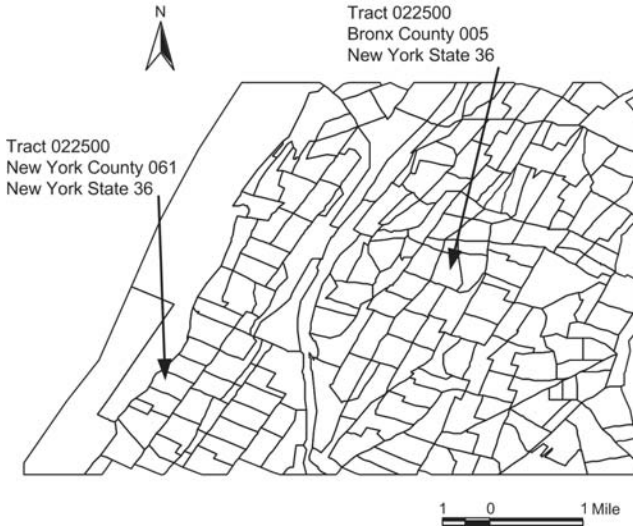 N
Tract 022500
Bronx County 005
New York State 36
Tract 022500
New York County 061
New York State 36
1 0 1 Mile